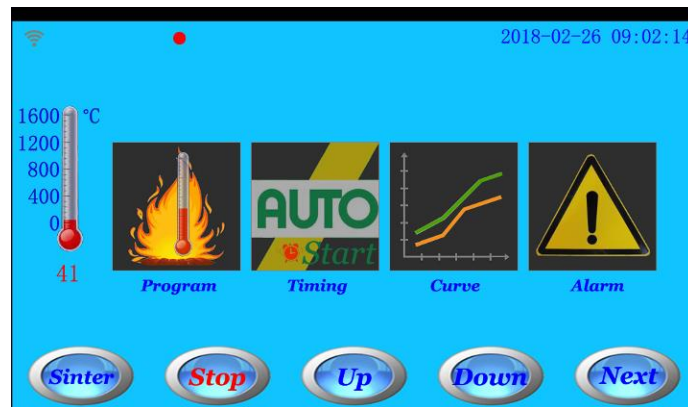 2018-02-26 09:02:14
1600 °C
1200
800
400
0
41
AUTO
Start
Program
Timing
Curve
Alarm
Sinter
Stop
Up
Down
Next